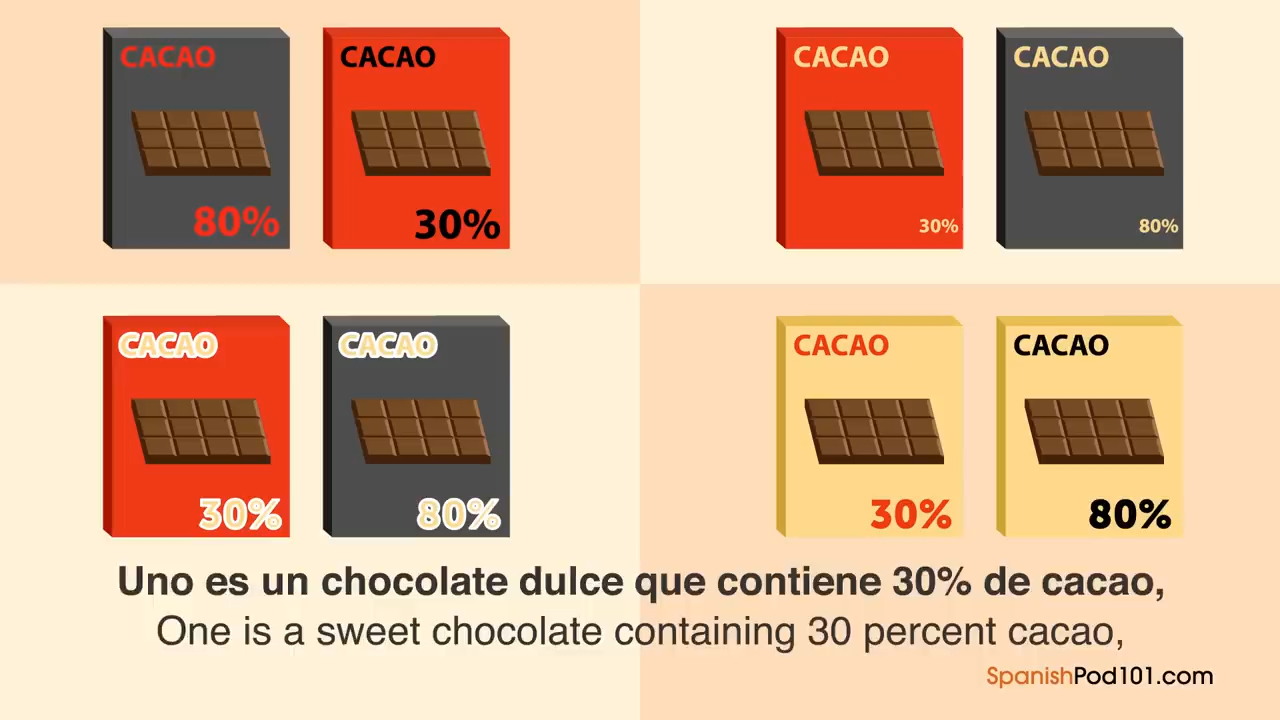 CACAO
80%
CACAO
30%
CACAO
30%
CACAO
80%
CACAO
30%
CACAO
80%
CACAO
30%
CACAO
80%
Uno es un chocolate dulce que contiene 30% de cacao,
One is a sweet chocolate containing 30 percent cacao,
SpanishPod101.com